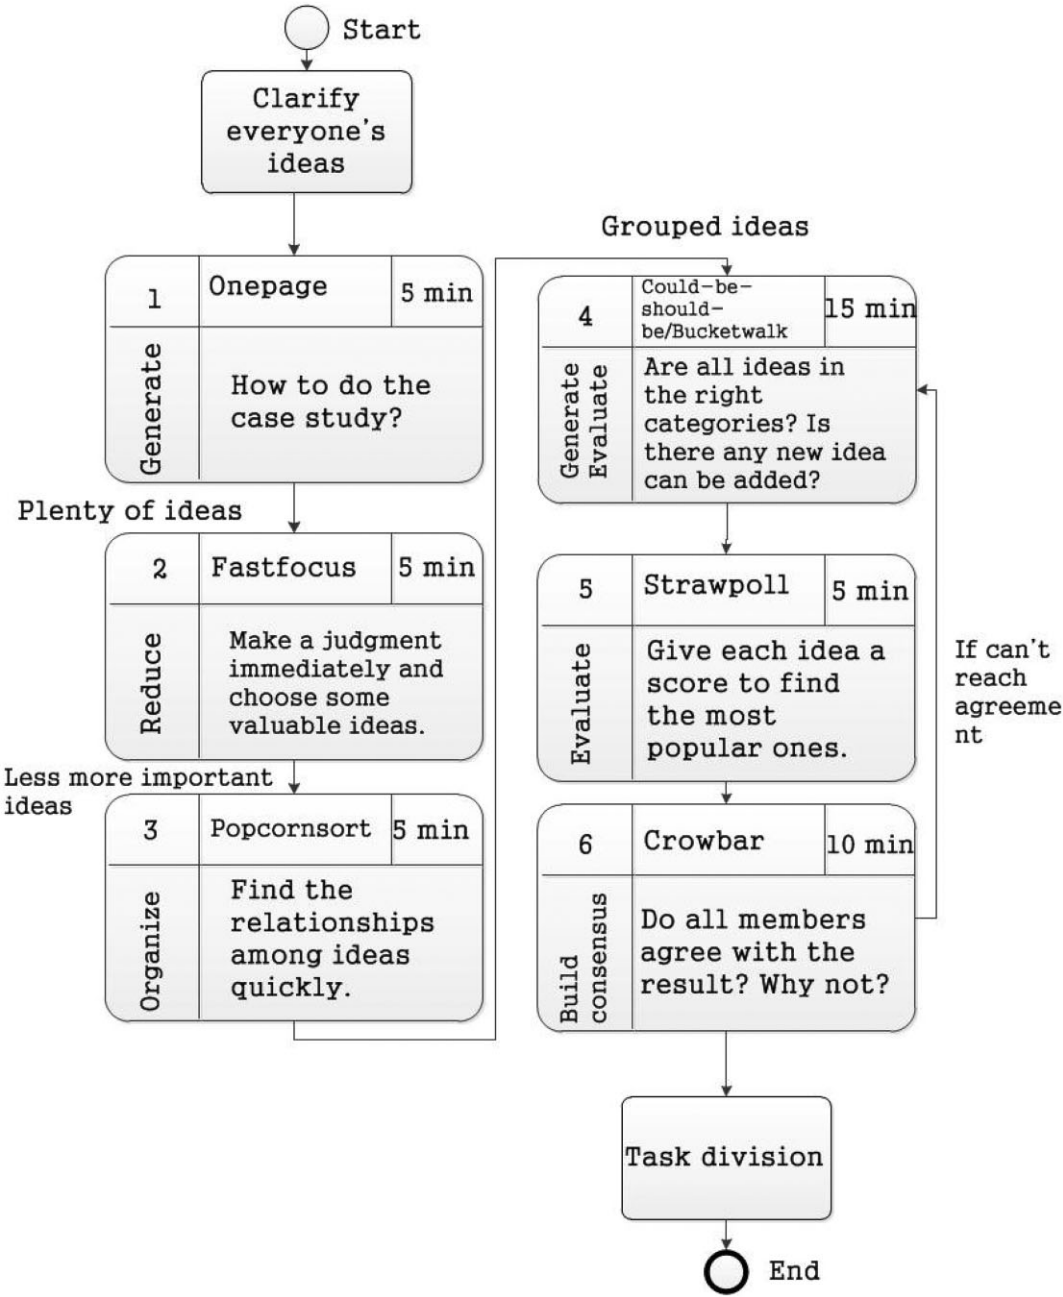 Start
Clarify
everyone's
ideas
1
Onepage
5 min
Generate
How to do the
case study?
Plenty of ideas
2
Fastfocus
5 min
Reduce
Make a judgment
immediately and
choose some
valuable ideas.
Less more important
ideas
3
Popcornsort
5 min
Organize
Find the
relationships
among ideas
quickly.
Grouped ideas
4
Could-be-
should-
be/Bucketwalk
15 min
Generate
Evaluate
Are all ideas in
the right
categories? Is
there any new idea
can be added?
5
Strawpoll
5 min
Evaluate
Give each idea a
score to find
the most
popular ones.
If can't
reach
agreeme
nt
6
Crowbar
10 min
Build
consensus
Do all members
agree with the
result? Why not?
Task division
End